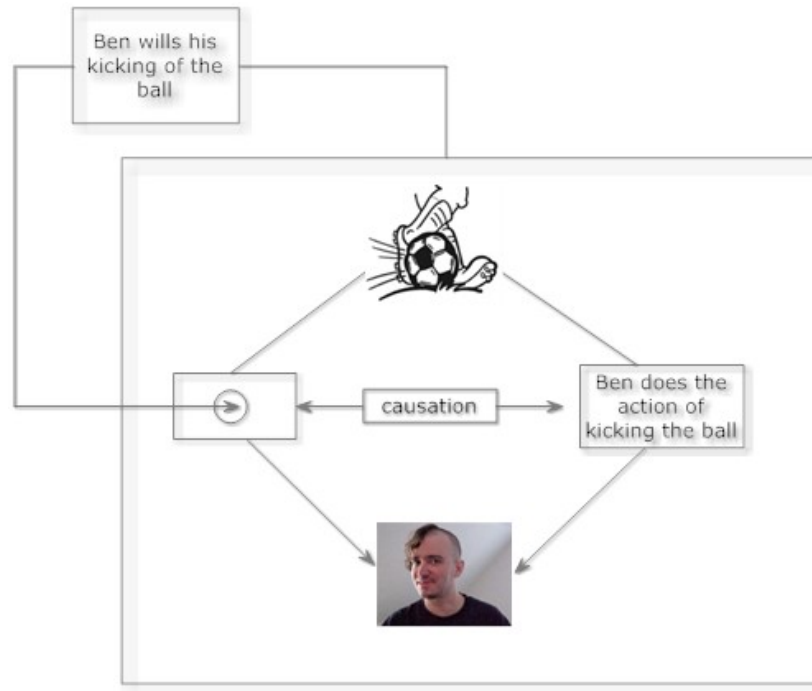 Ben wills his
kicking of the
ball
causation
Ben does the
action of
kicking the ball